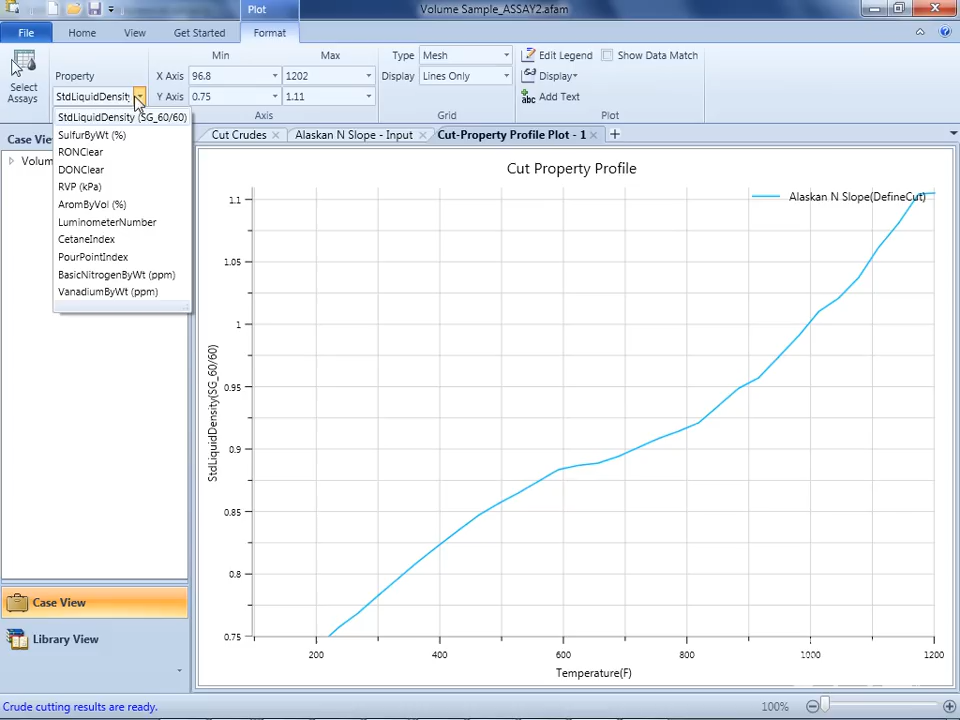 Plot
Volume Sample_ASSAY2.afam
File
Home
View
Get Started
Format
Select Assays
Property
StdLiquidDensity
Min
Max
X Axis
96.8
1202
Y Axis
0.75
1.11
Axis
Type
Mesh
Display
Lines Only
Grid
Edit Legend
Show Data Match
Display
abc Add Text
Plot
StdLiquidDensity (SG_60/60)
SulfurByWt (%)
RONClear
DONClear
RVP (kPa)
AromByVol (%)
LuminometerNumber
CetaneIndex
PourPointIndex
BasicNitrogenByWt (ppm)
VanadiumByWt (ppm)
Case View
Volum
Cut Crudes
Alaskan N Slope - Input
Cut-Property Profile Plot - 1
Cut Property Profile
Alaskan N Slope(DefineCut)
1.1
1.05
1
0.95
0.9
0.85
0.8
0.75
StdLiquidDensity(SG_60/60)
200
400
600
800
1000
1200
Temperature(F)
Case View
Library View
Crude cutting results are ready.
100%